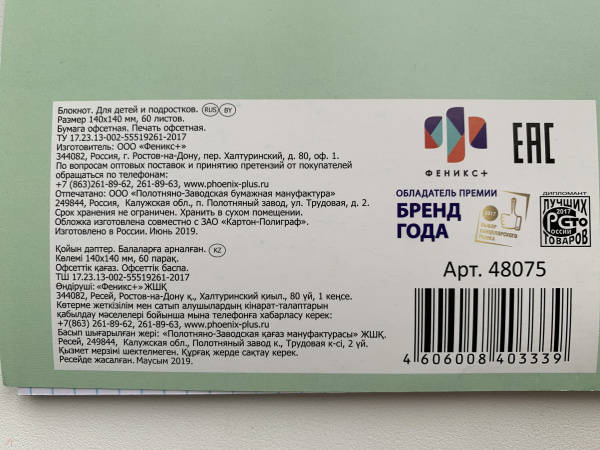 Блокнот. Для детей и подростков. RUS BY
Размер 140х140 мм, 60 листов.
Бумага офсетная. Печать офсетная.
ТУ 17.23.13-002-55519261-2017
Изготовитель: ООО «Феникс+»
344082, Россия, г. Ростов-на-Дону, пер. Халтуринский, д. 80, оф. 1.
По вопросам оптовых поставок и принятию претензий от покупателей
обращаться по телефонам:
+7 (863)261-89-62, 261-89-63, www.phoenix-plus.ru
Отпечатано: ООО «Полотняно-Заводская бумажная мануфактура»
249844, Россия, Калужская обл., п. Полотняный завод, ул. Трудовая, д. 2.
Срок хранения не ограничен. Хранить в сухом помещении.
Обложка изготовлена совместно с ЗАО «Картон-Полиграф».
Изготовлено в России. Июнь 2019.
Қойын дәптер. Балаларға арналған. KZ
Көлемі 140х140 мм, 60 парақ.
Офсеттік қағаз. Офсеттік баспа.
ТШ 17.23.13-002-55519261-2017
Өндіруші: «Феникс+» ЖШҚ
344082, Ресей, Ростов-на-Дону қ., Халтуринский қиыл., 80 үй, 1 кеңсе.
Көтерме жеткізілім мен сатып алушылардың кінарат-талаптарын
қабылдау мәселелері бойынша мына телефонға хабарласу керек:
+7(863) 261-89-62, 261-89-63, www.phoenix-plus.ru
Басып шығарылған жері: «Полотняно-Заводская қағаз мануфактурасы» ЖШҚ.
Ресей, 249844, Калужская обл., Полотняный завод к., Трудовая к-сі, 2 үй.
Қызмет мерзімі шектелмеген. Құрғақ жерде сақтау керек.
Ресейде жасалған. Маусым 2019.
ФЕНИКС+
EAC
ОБЛАДАТЕЛЬ ПРЕМИИ
БРЕНД
ГОДА
2017
ДИПЛОМАНТ
ЛУЧШИХ
2017
РОССИИ
ТОВАРОВ
Арт. 48075
4 606008 403339